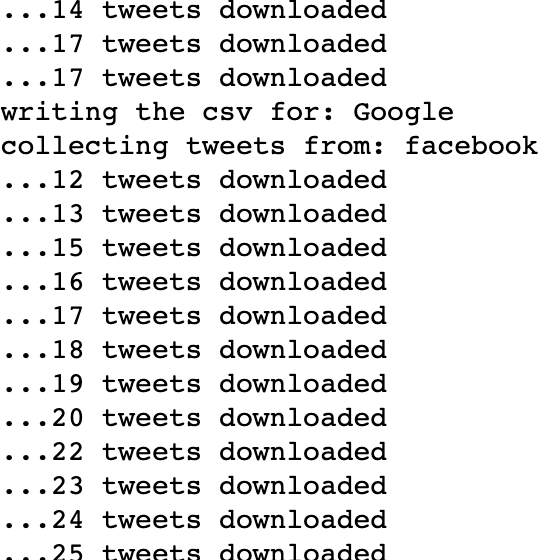 ...14 tweets downloaded
...17 tweets downloaded
...17 tweets downloaded
writing the csv for: Google
collecting tweets from: facebook
...12 tweets downloaded
...13 tweets downloaded
...15 tweets downloaded
...16 tweets downloaded
...17 tweets downloaded
...18 tweets downloaded
...19 tweets downloaded
...20 tweets downloaded
...22 tweets downloaded
...23 tweets downloaded
...24 tweets downloaded
...25 tweets downloaded